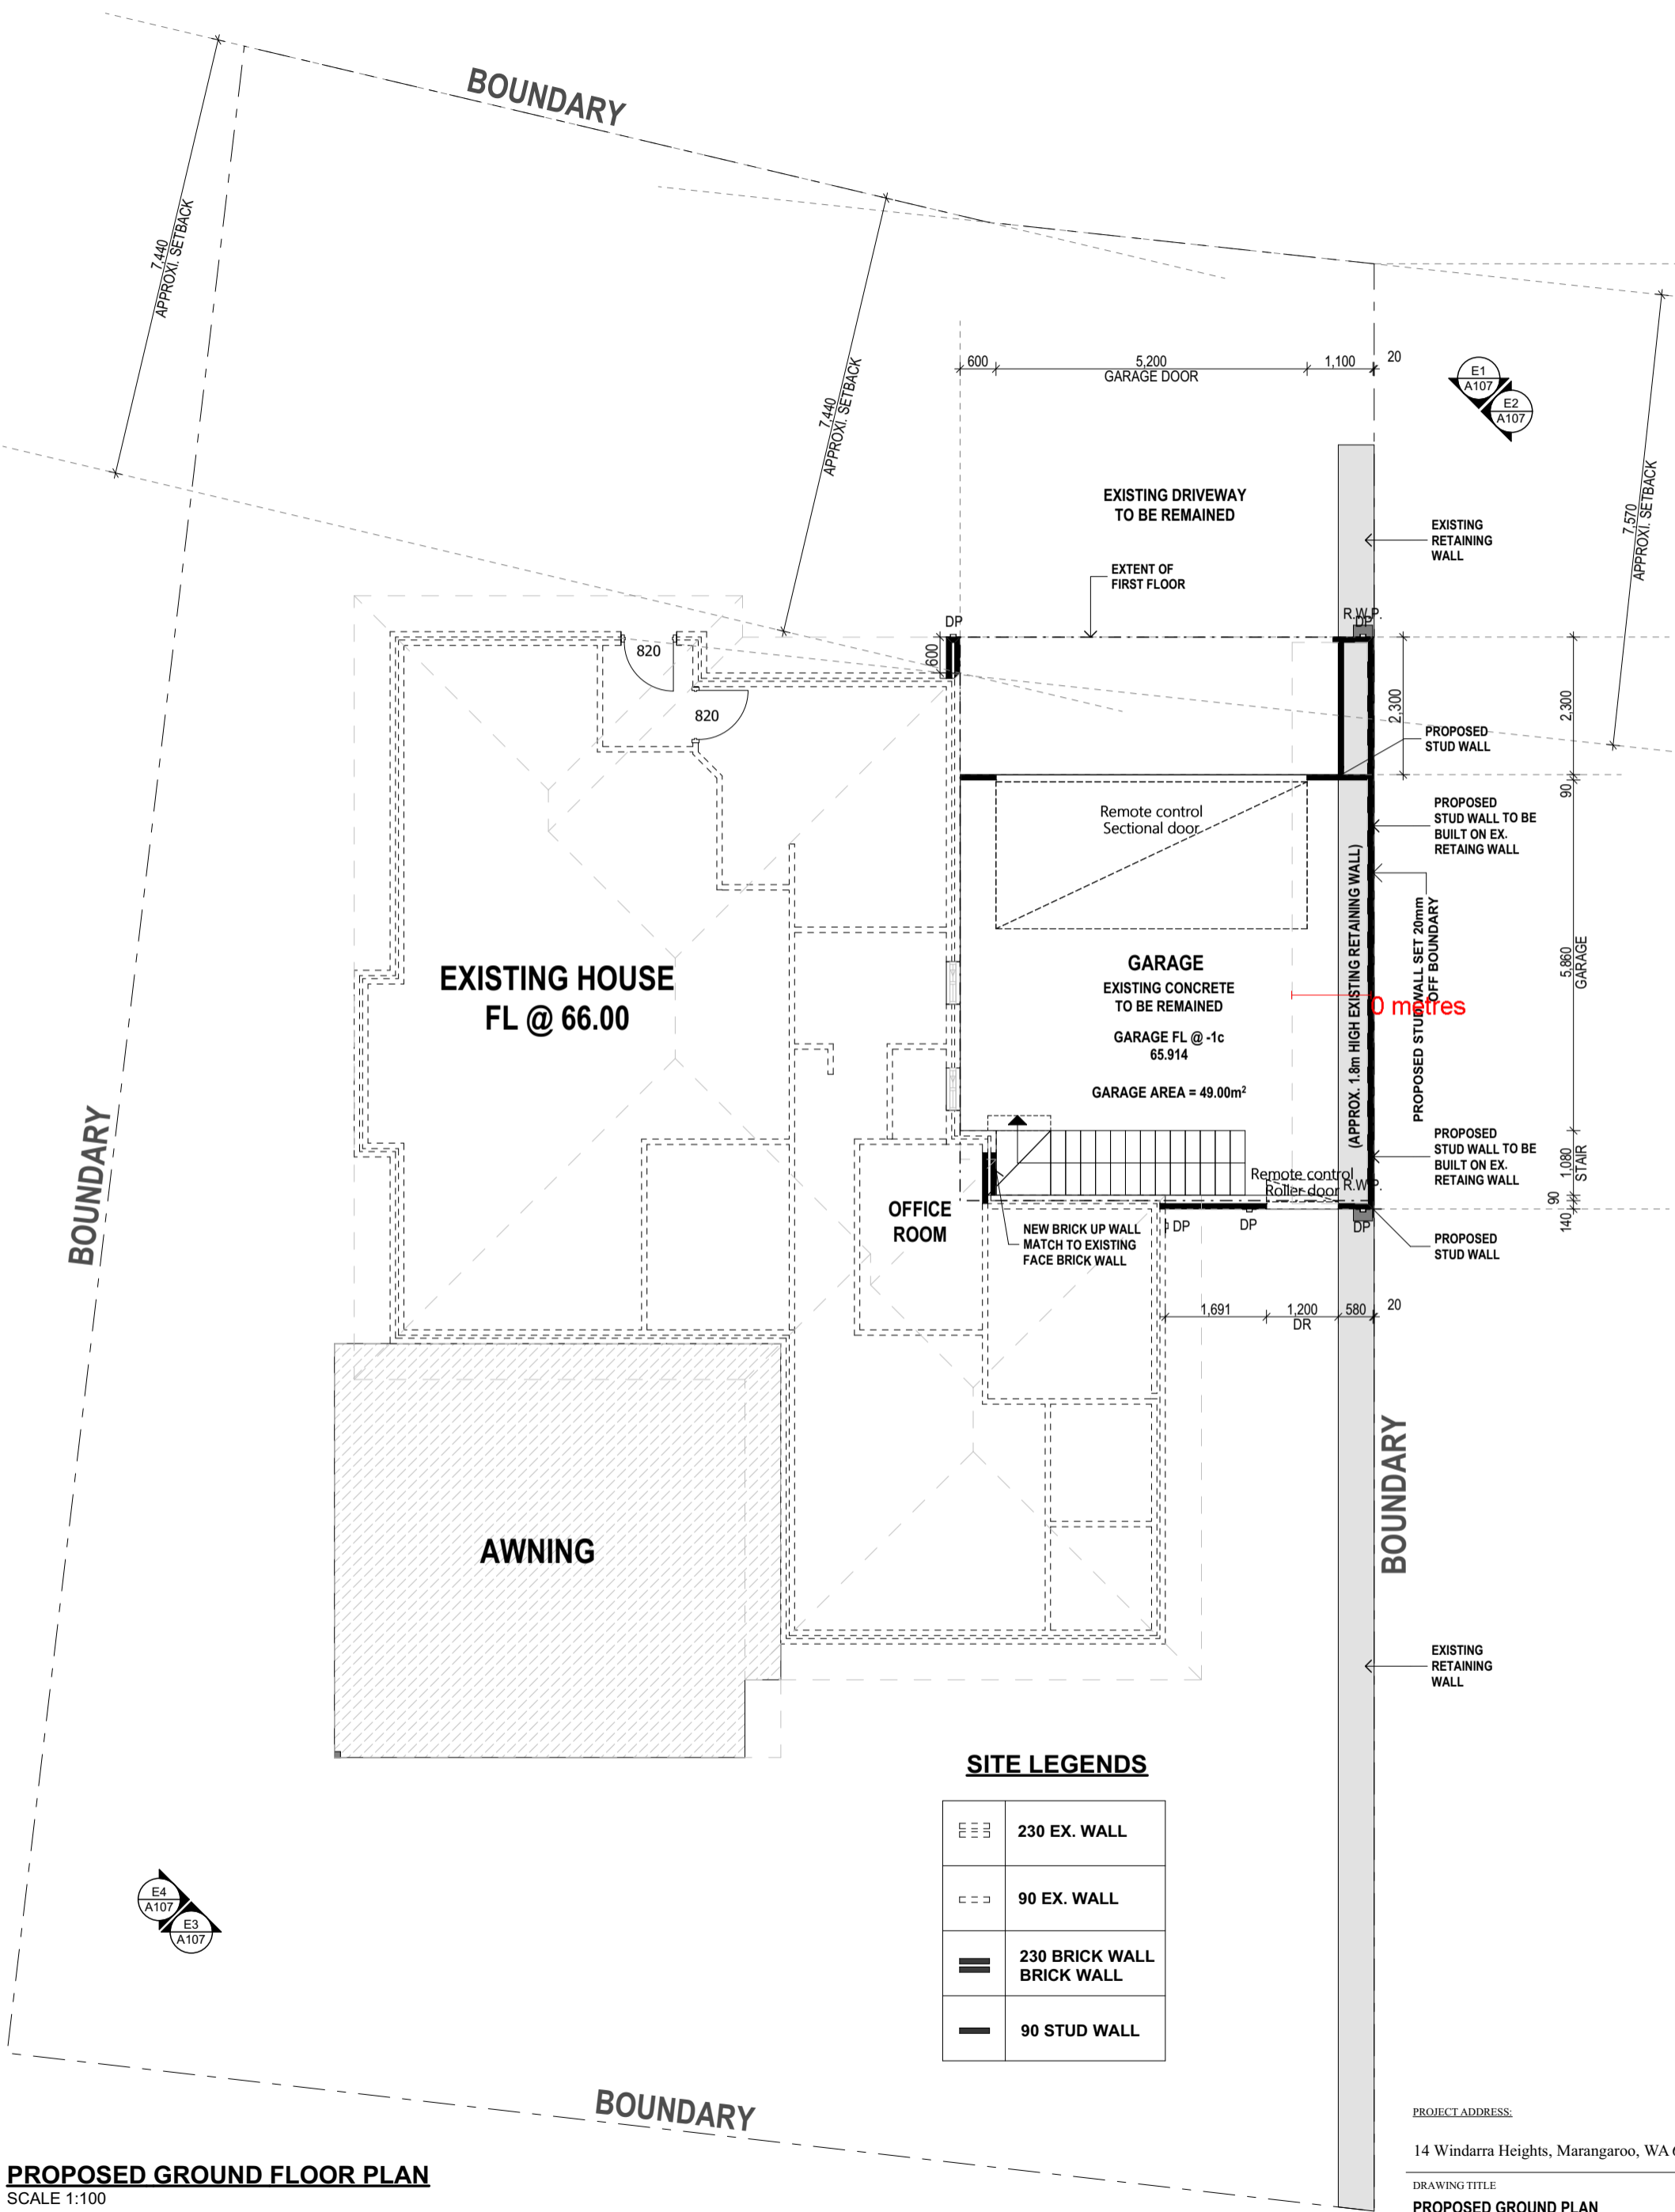 BOUNDARY
7,440
APPROXI. SETBACK
7,440
APPROXI. SETBACK
600
5,200
GARAGE DOOR
1,100
20
E1
A107
E2
A107
7,570
APPROXI. SETBACK
EXISTING DRIVEWAY
TO BE REMAINED
EXISTING
RETAINING
WALL
EXTENT OF
FIRST FLOOR
R.W.P.
DP
DP
820
600
820
2,300
2,300
PROPOSED
STUD WALL
90
Remote control
Sectional door
PROPOSED
STUD WALL TO BE
BUILT ON EX.
RETAING WALL
(APPROX. 1.8m HIGH EXISTING RETAINING WALL)
PROPOSED STUD WALL SET 20mm
OFF BOUNDARY
5,860
GARAGE
EXISTING HOUSE
FL @ 66.00
GARAGE
EXISTING CONCRETE
TO BE REMAINED
0 metres
GARAGE FL @ -1c
65.914
GARAGE AREA = 49.00m²
BOUNDARY
PROPOSED
STUD WALL TO BE
BUILT ON EX.
RETAING WALL
1,080
STAIR
Remote control
Roller door
R.W.P.
90
140
OFFICE
ROOM
NEW BRICK UP WALL
MATCH TO EXISTING
FACE BRICK WALL
DP
DP
DP
PROPOSED
STUD WALL
1,691
1,200
DR
580
20
BOUNDARY
AWNING
EXISTING
RETAINING
WALL
SITE LEGENDS
230 EX. WALL
90 EX. WALL
230 BRICK WALL
BRICK WALL
90 STUD WALL
E4
A107
E3
A107
BOUNDARY
PROJECT ADDRESS:
14 Windarra Heights, Marangaroo, WA
DRAWING TITLE
PROPOSED GROUND PLAN
PROPOSED GROUND FLOOR PLAN
SCALE 1:100